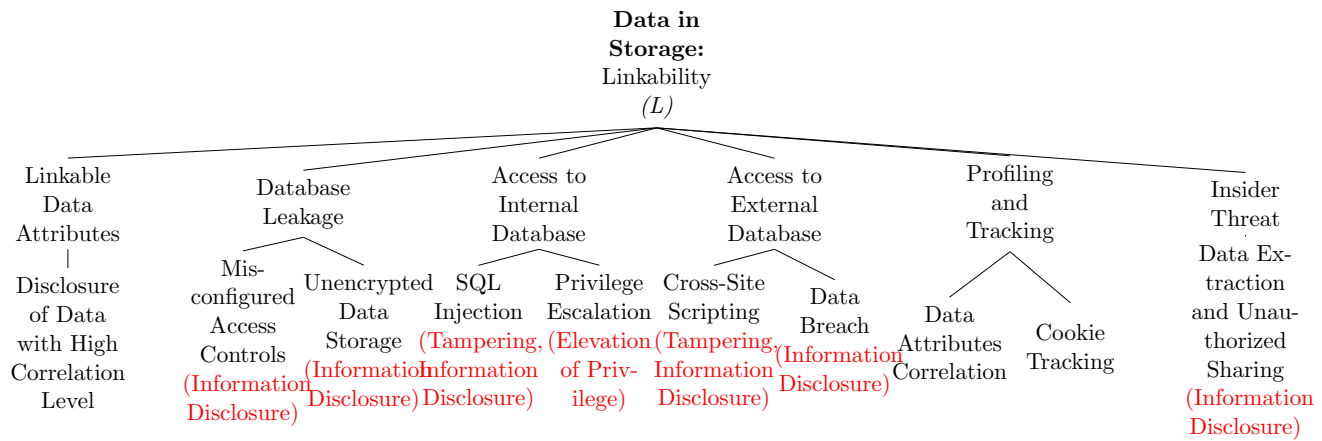 Data in
Storage:
Linkability
(L)
Linkable
Data
Attributes
Disclosure
of Data
with High
Correlation
Level
Database
Leakage
Mis-
configured
Access
Controls
(Information
Disclosure)
Unencrypted
Data
Storage
(Information
Disclosure)
Access to
Internal
Database
SQL
Injection
(Tampering,
Information
Disclosure)
Privilege
Escalation
(Elevation
of Priv-
ilege)
Access to
External
Database
Cross-Site
Scripting
(Tampering,
Information
Disclosure)
Data
Breach
(Information
Disclosure)
Profiling
and
Tracking
Data
Attributes
Correlation
Cookie
Tracking
Insider
Threat
Data Ex-
traction
and Unau-
thorized
Sharing
(Information
Disclosure)